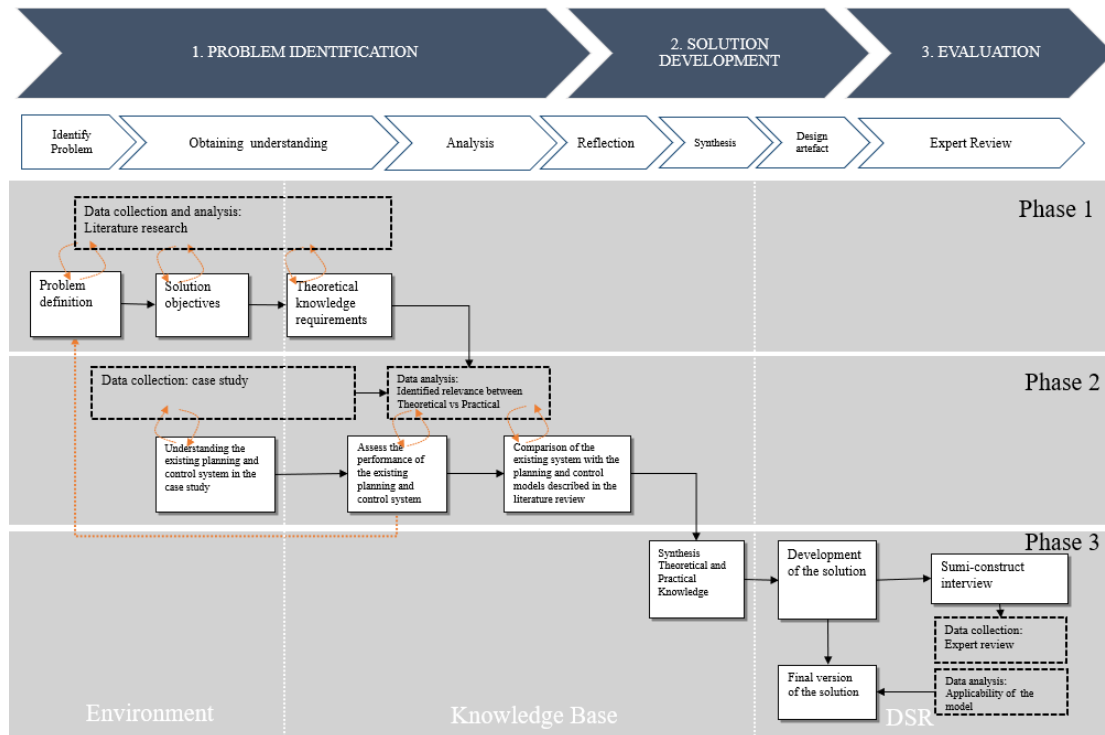 1. PROBLEM IDENTIFICATION
2. SOLUTION
DEVELOPMENT
3. EVALUATION
Identify
Problem
Obtaining understanding
Analysis
Reflection
Synthesis
Design
artefact
Expert Review
Phase 1
Data collection and analysis:
Literature research
Problem
definition
Solution
objectives
Theoretical
knowledge
requirements
Phase 2
Data collection: case study
Data analysis:
Identified relevance between
Theoretical vs Practical
Understanding the
existing planning and
control system in the
case study
Assess the
performance of
the existing
planning and
control system
Comparison of the
existing system with the
planning and control
models described in the
literature review
Phase 3
Synthesis
Theoretical and
Practical
Knowledge
Development
of the solution
Sumi-construct
interview
Data collection:
Expert review
Final version
of the solution
Data analysis:
Applicability of the
model
Environment
Knowledge Base
DSR